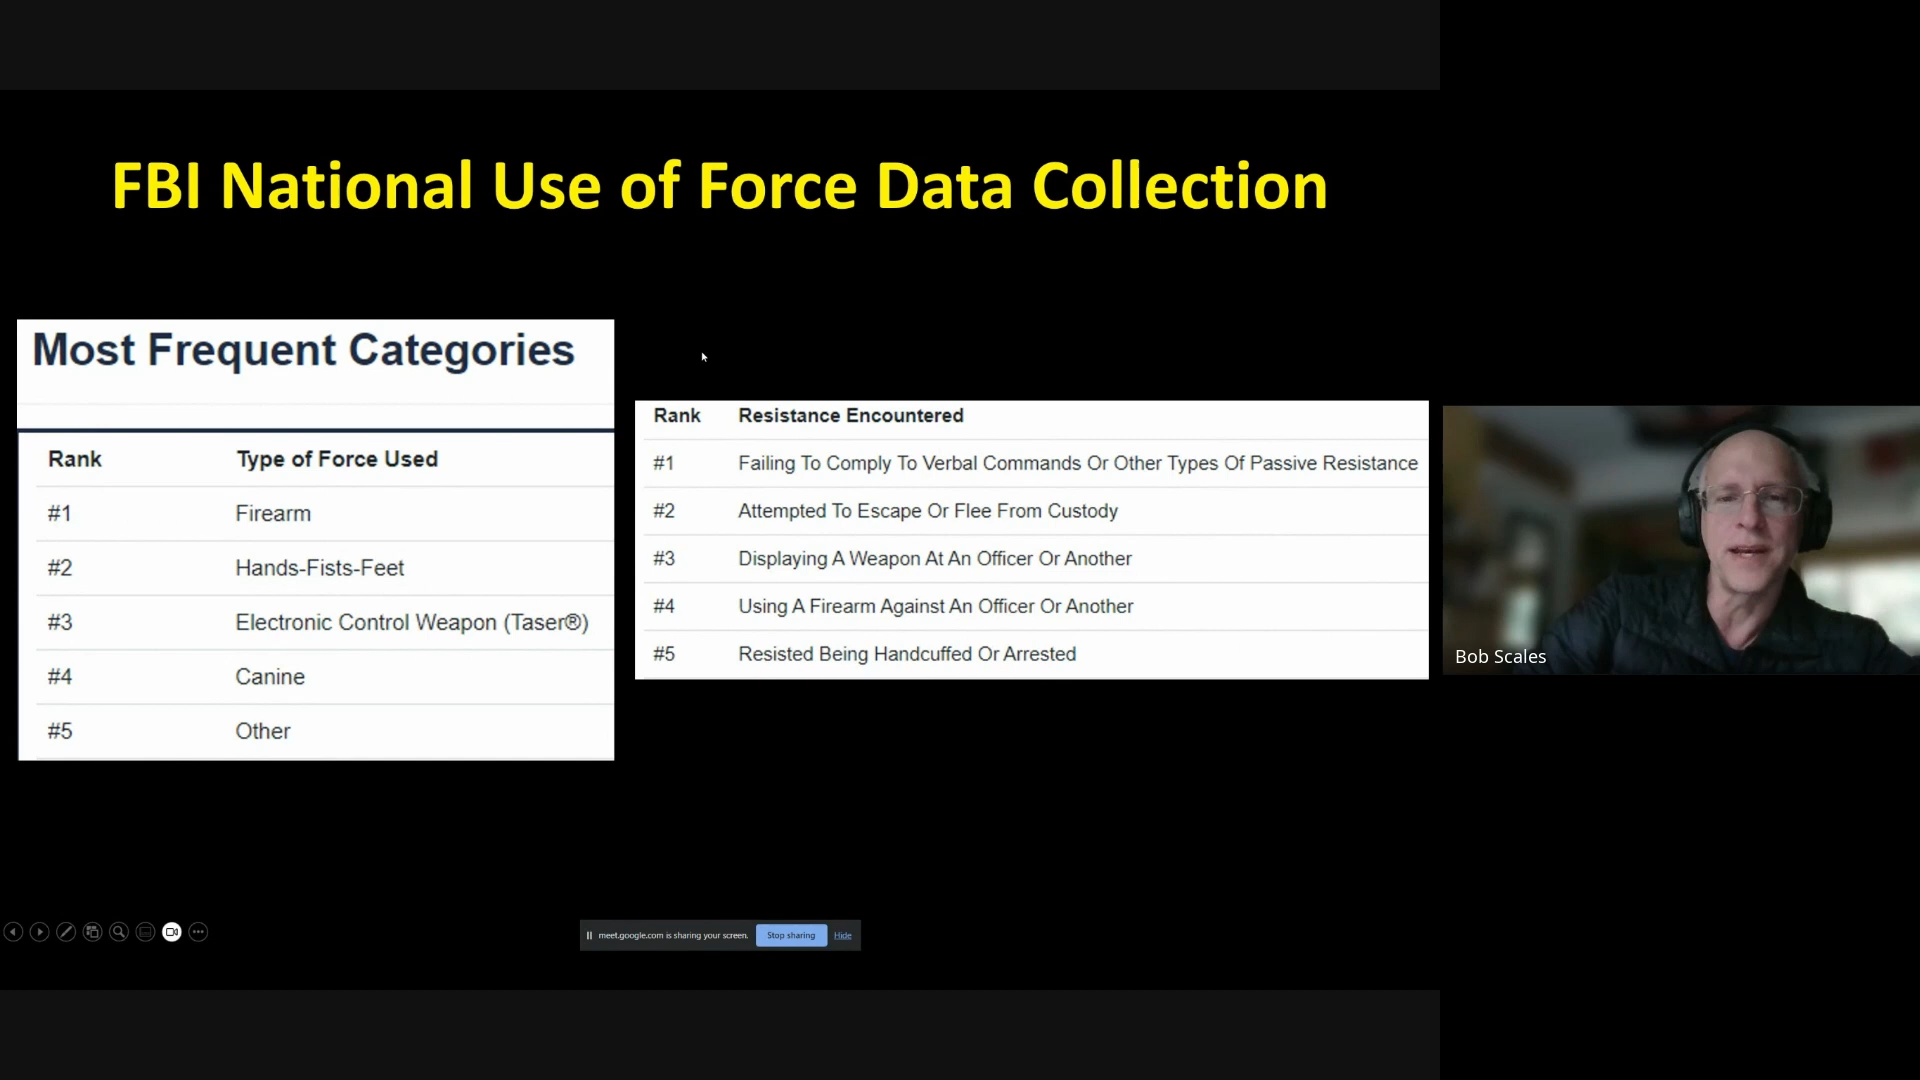 FBI National Use of Force Data Collection
Most Frequent Categories
Rank Type of Force Used
#1 Firearm
#2 Hands-Fists-Feet
#3 Electronic Control Weapon (Taser®)
#4 Canine
#5 Other
Rank Resistance Encountered
#1 Failing To Comply To Verbal Commands Or Other Types Of Passive Resistance
#2 Attempted To Escape Or Flee From Custody
#3 Displaying A Weapon At An Officer Or Another
#4 Using A Firearm Against An Officer Or Another
#5 Resisted Being Handcuffed Or Arrested
Bob Scales
meet.google.com is sharing your screen. Stop sharing Hide